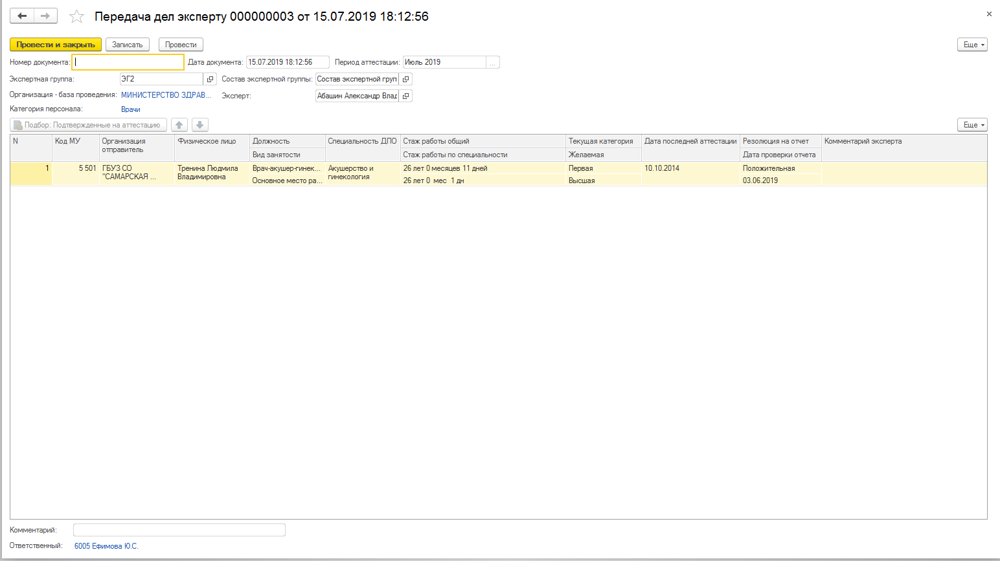 Передача дел эксперту 000000003 от 15.07.2019 18:12:56
Провести и закрыть Записать Провести Еще
Номер документа: Дата документа: 15.07.2019 18:12:56 Период аттестации: Июль 2019 ...
Экспертная группа: ЭГ2 Состав экспертной группы: Состав экспертной груп
Организация - база проведения: МИНИСТЕРСТВО ЗДРАВ... Эксперт: Абашин Александр Влад
Категория персонала: Врачи
Подбор: Подтвержденные на аттестацию Еще
N Код МУ Организация отправитель Физическое лицо Должность Специальность ДПО Стаж работы общий Текущая категория Дата последней аттестации Резолюция на отчет Комментарий эксперта
Вид занятости Стаж работы по специальности Желаемая Дата проверки отчета
1 5 501 ГБУЗ СО Тренина Людмила Врач-акушер-гинек... Акушерство и 26 лет 0 месяцев 11 дней Первая 10.10.2014 Положительная
"САМАРСКАЯ ... Владимировна Основное место ра... гинекология 26 лет 0 мес 1 дн Высшая 03.06.2019
Комментарий:
Ответственный: 6005 Ефимова Ю.С.